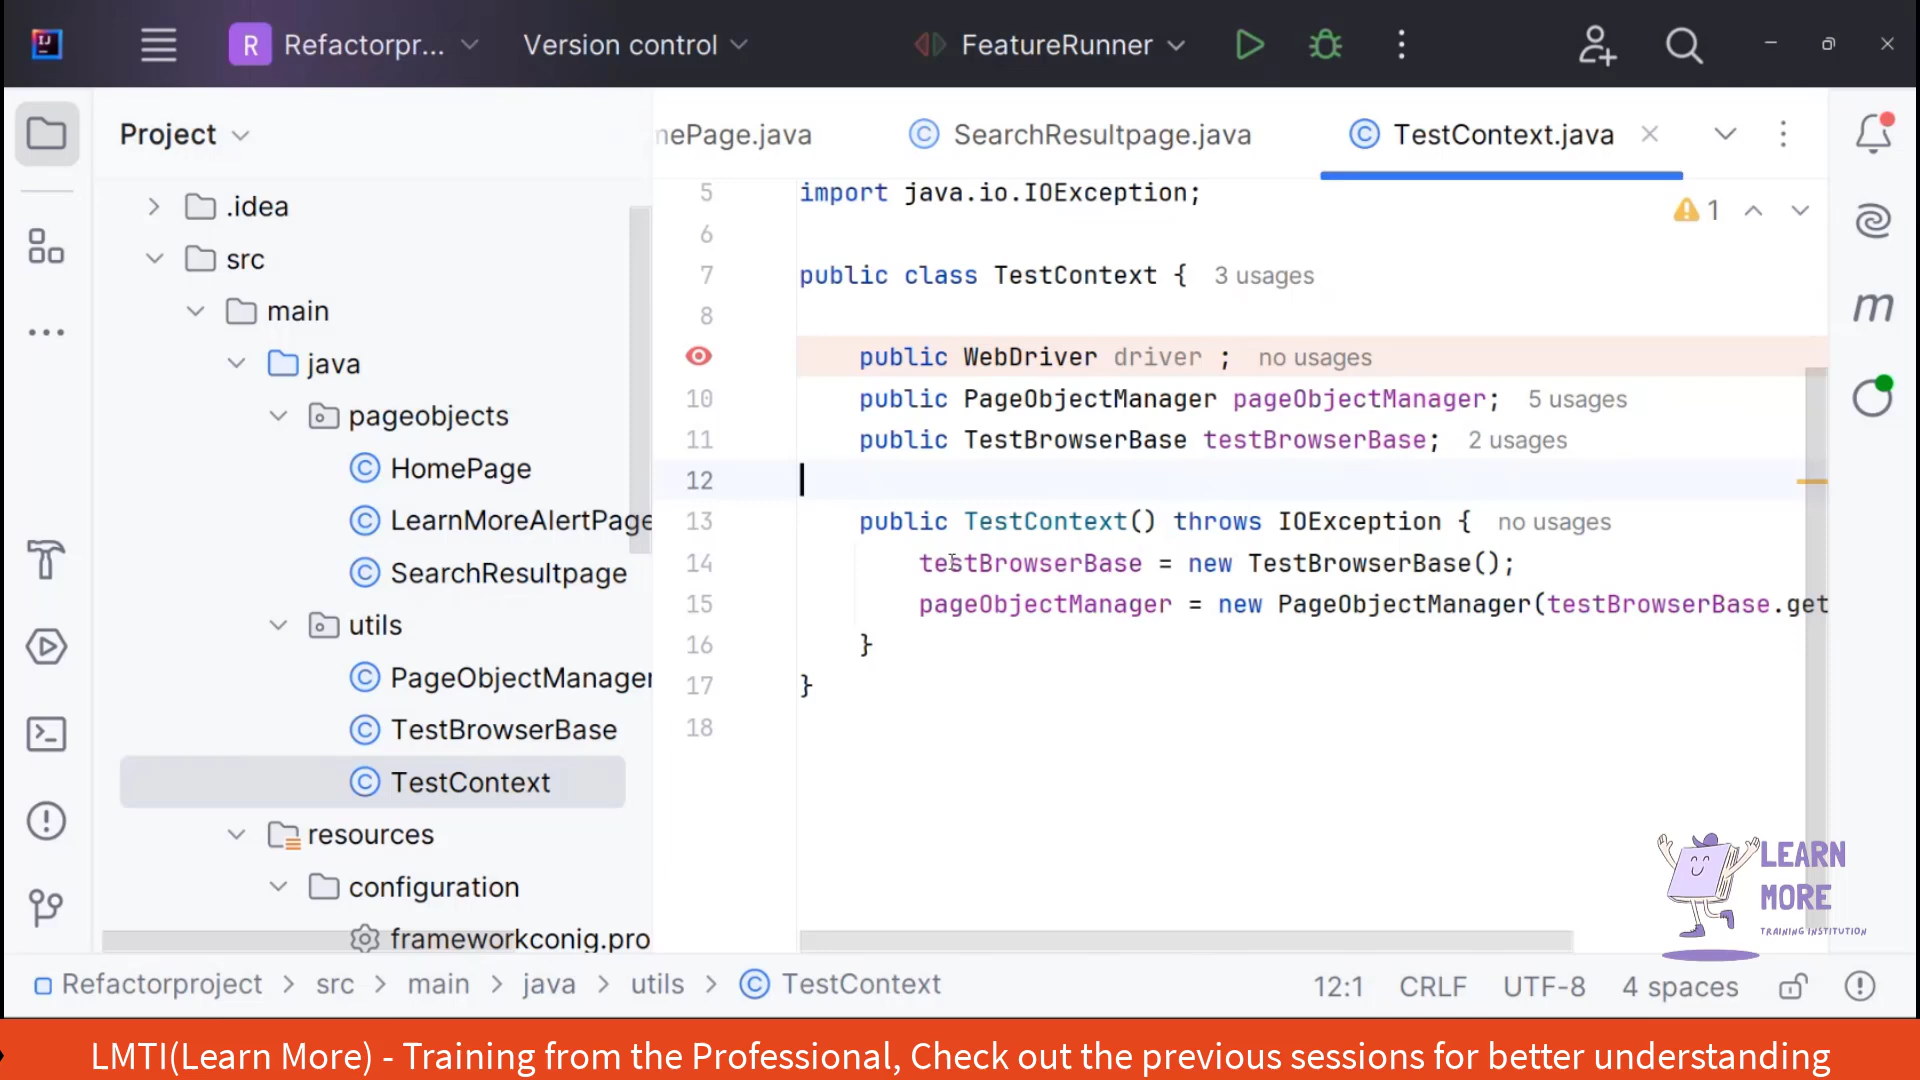 R Refactorpr...
Version control
FeatureRunner
Project
nePage.java
SearchResultpage.java
TestContext.java
.idea
src
main
java
pageobjects
HomePage
LearnMoreAlertPage
SearchResultpage
utils
PageObjectManager
TestBrowserBase
TestContext
resources
configuration
frameworkconig.pro
1
5 import java.io.IOException;
6
7 public class TestContext { 3 usages
8
public WebDriver driver ; no usages
10 public PageObjectManager pageObjectManager; 5 usages
11 public TestBrowserBase testBrowserBase; 2 usages
12
13 public TestContext() throws IOException { no usages
14 testBrowserBase = new TestBrowserBase();
15 pageObjectManager = new PageObjectManager(testBrowserBase.get
16 }
17 }
18
m
LEARN
MORE
TRAINING INSTITUTION
Refactorproject > src > main > java > utils > TestContext
12:1 CRLF UTF-8 4 spaces
LMTI(Learn More) - Training from the Professional, Check out the previous sessions for better understanding